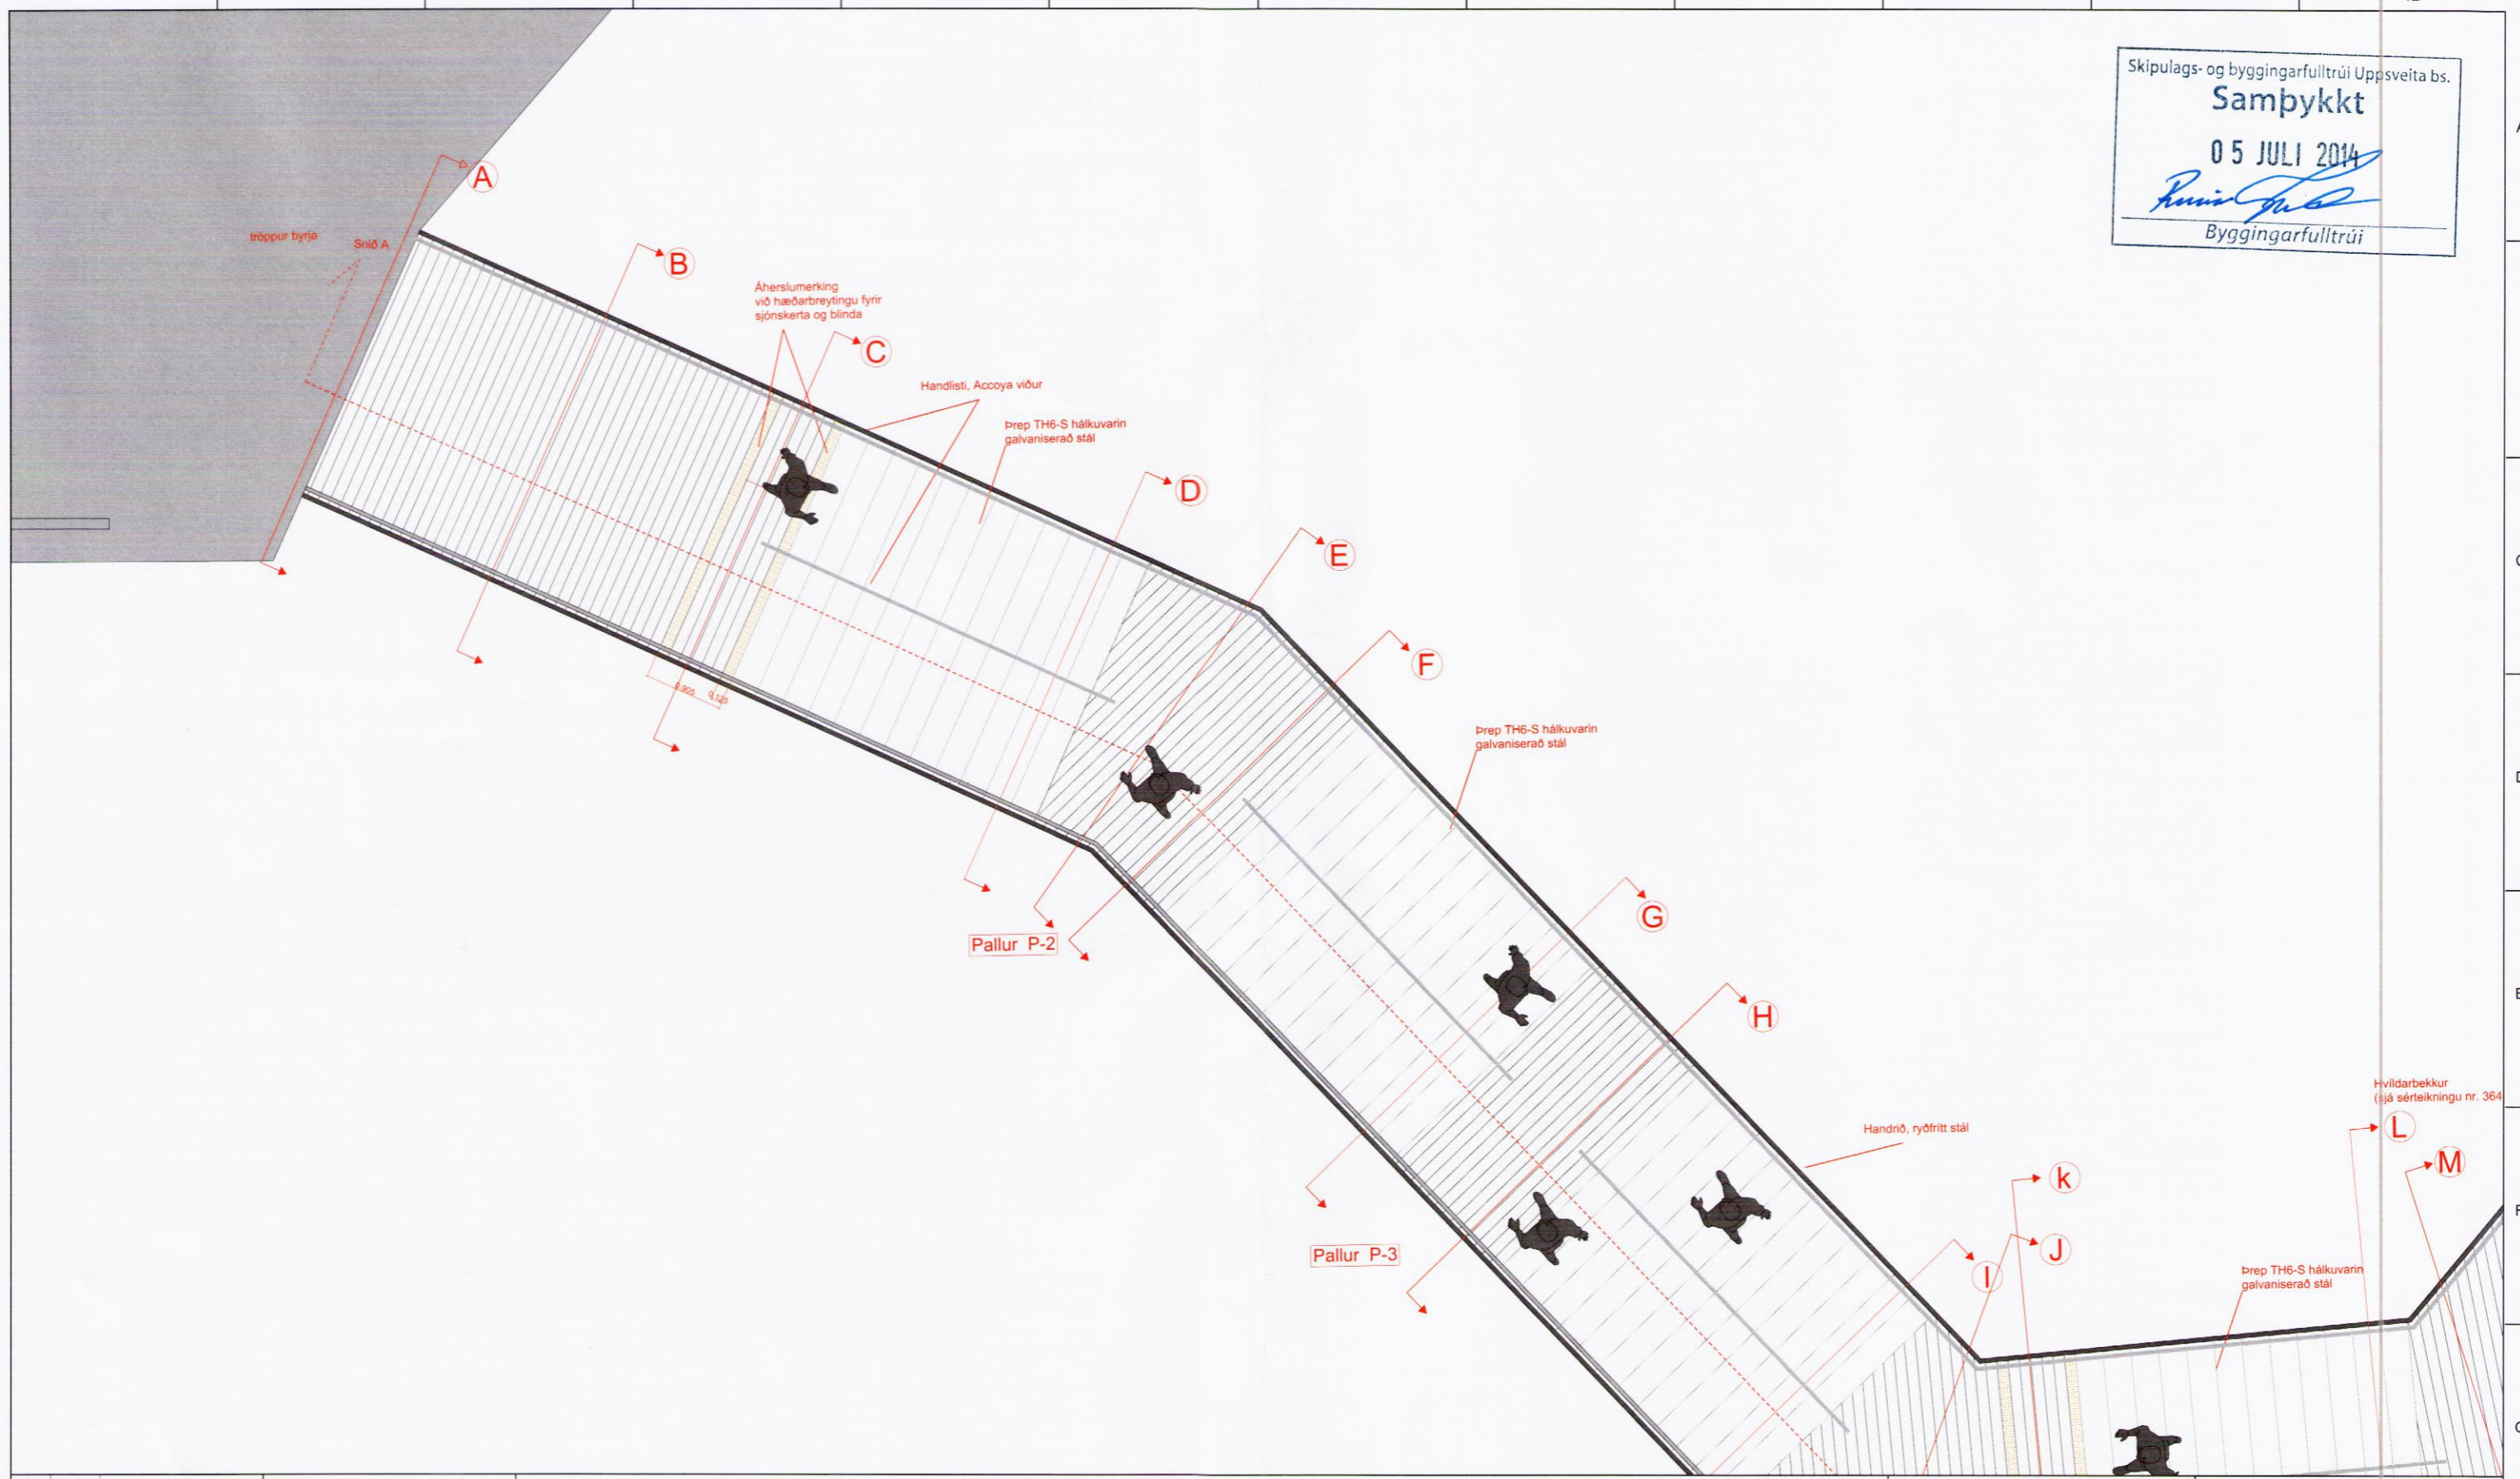 Skipulags- og byggingarfulltrúi Uppsveita bs.
Samþykkt
05 JULI 2014
Byggingarfulltrúi
A
tröppur byrja
Snið A
B
Áherslumerking
við hæðarbreytingu fyrir
sjónskerta og blinda
C
Handlisti, Accoya viður
Þrep TH6-S hálkuvarin
galvaniserað stál
D
E
F
0,125
Þrep TH6-S hálkuvarin
galvaniserað stál
G
Pallur P-2
H
Hvíldarbekkur
(sjá sérteikningu nr. 364
L
Handrið, ryðfrítt stál
M
k
Pallur P-3
J
I
Þrep TH6-S hálkuvarin
galvaniserað stál